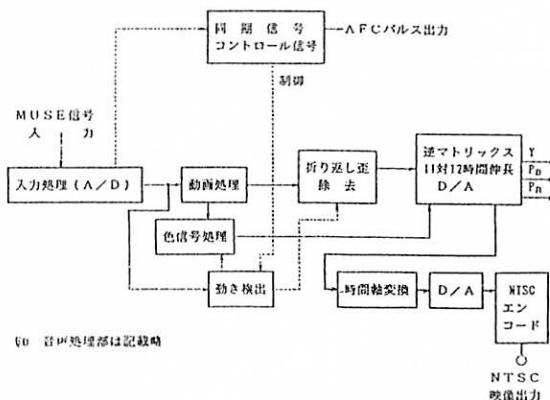 同期信号
コントロール信号
AFCパルス出力
制御
MUSE信号
入力
入力処理(A/D)
動画処理
折り返し歪
除去
逆マトリックス
11対12時間伸長
D/A
Y
PB
PR
色信号処理
動き検出
時間軸変換
D/A
NTSC
エン
コード
音声処理部は記載略
NTSC
映像出力